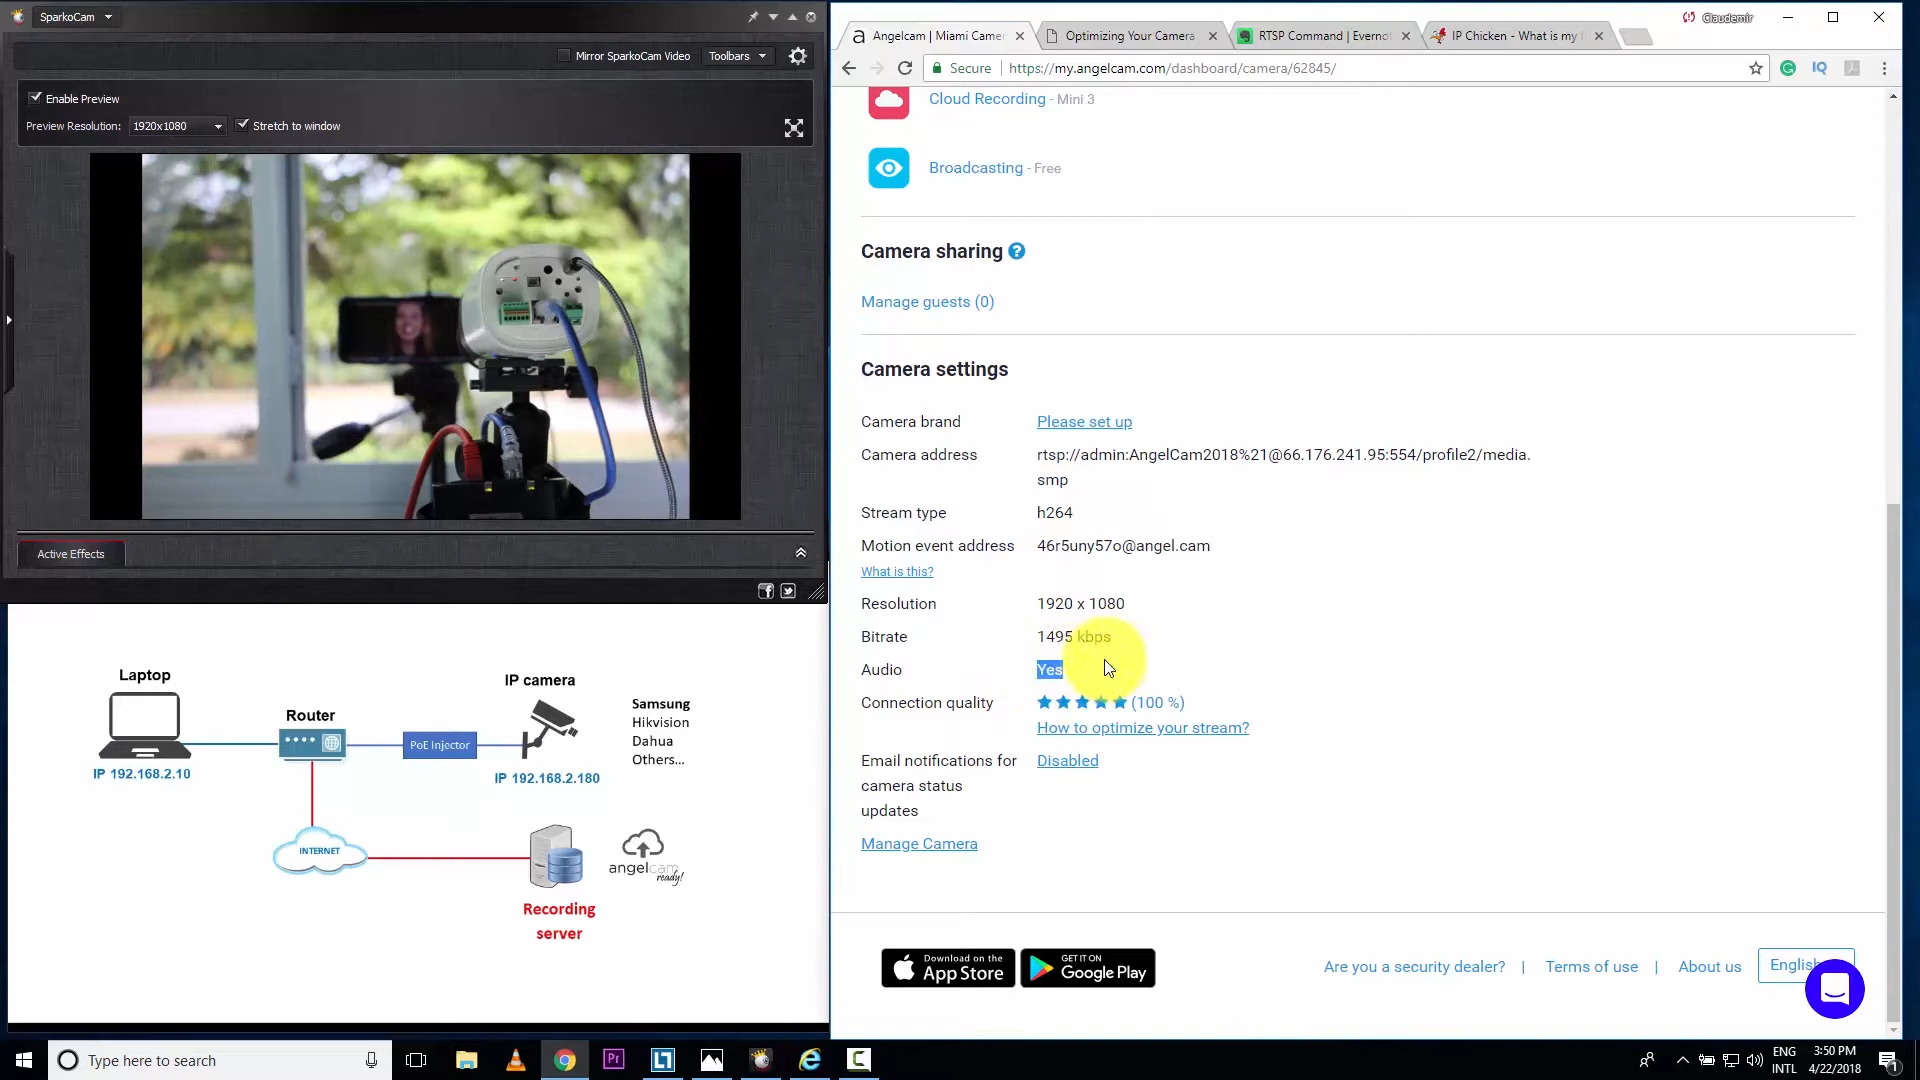 SparkoCam
Mirror SparkoCam Video
Toolbars
Enable Preview
Preview Resolution:
1920x1080
Stretch to window
Active Effects
Laptop
IP 192.168.2.10
Router
PoE Injector
IP camera
IP 192.168.2.180
Samsung
Hikvision
Dahua
Others...
INTERNET
angelcam
ready!
Recording
server
Claudemir
Angelcam | Miami Camer
Optimizing Your Camera
RTSP Command | Everno
IP Chicken - What is my
Secure
https://my.angelcam.com/dashboard/camera/62845/
IQ
Cloud Recording - Mini 3
Broadcasting - Free
Camera sharing ?
Manage guests (0)
Camera settings
Camera brand Please set up
Camera address rtsp://admin:AngelCam2018%21@66.176.241.95:554/profile2/media.
smp
Stream type h264
Motion event address 46r5uny57o@angel.cam
What is this?
Resolution 1920 x 1080
Bitrate 1495 kbps
Audio Yes
Connection quality (100 %)
How to optimize your stream?
Email notifications for Disabled
camera status
updates
Manage Camera
Download on the
App Store
GET IT ON
Google Play
Are you a security dealer? | Terms of use | About us
English
Type here to search
Pr
ENG
INTL
3:50 PM
4/22/2018
1